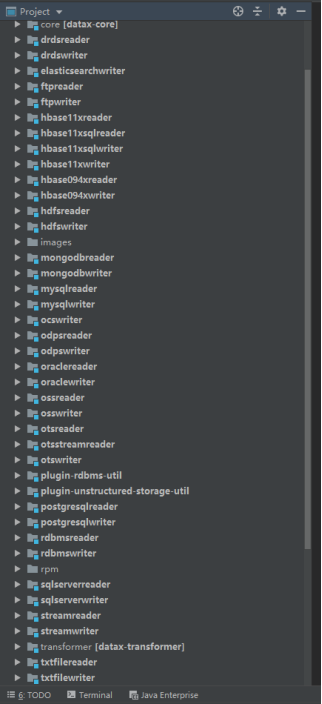 Project
core [datax-core]
drdsreader
drdswriter
elasticsearchwriter
ftpreader
ftpwriter
hbase11xreader
hbase11xsqlreader
hbase11xsqlwriter
hbase11xwriter
hbase094xreader
hbase094xwriter
hdfsreader
hdfswriter
images
mongodbreader
mongodbwriter
mysqlreader
mysqlwriter
ocswriter
odpsreader
odpswriter
oraclereader
oraclewriter
ossreader
osswriter
otsreader
otsstreamreader
otswriter
plugin-rdbms-util
plugin-unstructured-storage-util
postgresqlreader
postgresqlwriter
rdbmsreader
rdbmswriter
rpm
sqlserverreader
sqlserverwriter
streamreader
streamwriter
transformer [datax-transformer]
txtfilereader
txtfilewriter
6: TODO Terminal Java Enterprise